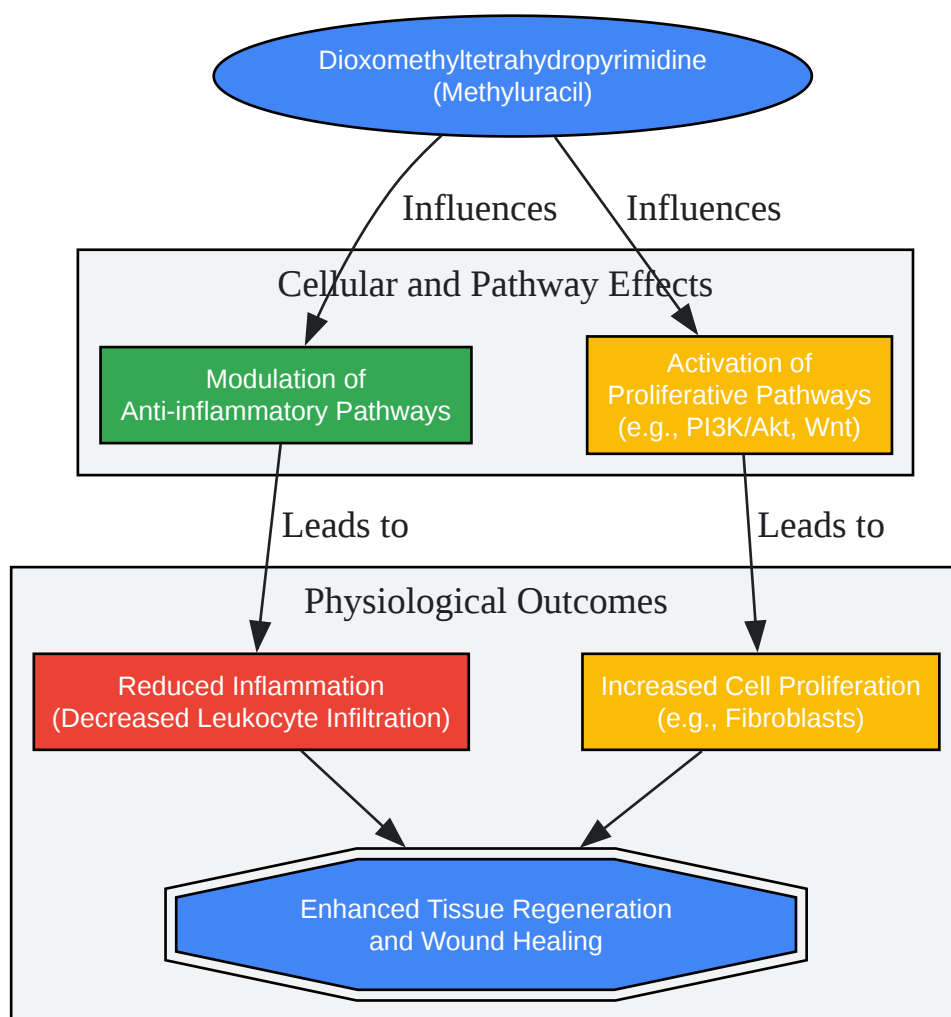 Dioxomethyltetrahydropyrimidine
(Methyluracil)
Influences
Influences
Cellular and Pathway Effects
Modulation of
Anti-inflammatory Pathways
Activation of
Proliferative Pathways
(e.g., PI3K/Akt, Wnt)
Leads to
Leads to
Physiological Outcomes
Reduced Inflammation
(Decreased Leukocyte Infiltration)
Increased Cell Proliferation
(e.g., Fibroblasts)
Enhanced Tissue Regeneration
and Wound Healing